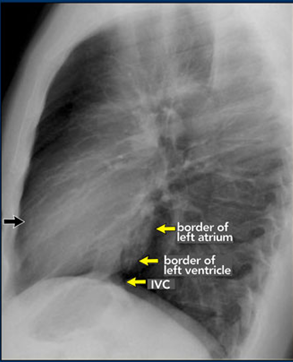 border of
left atrium
border of
left ventricle
IVC